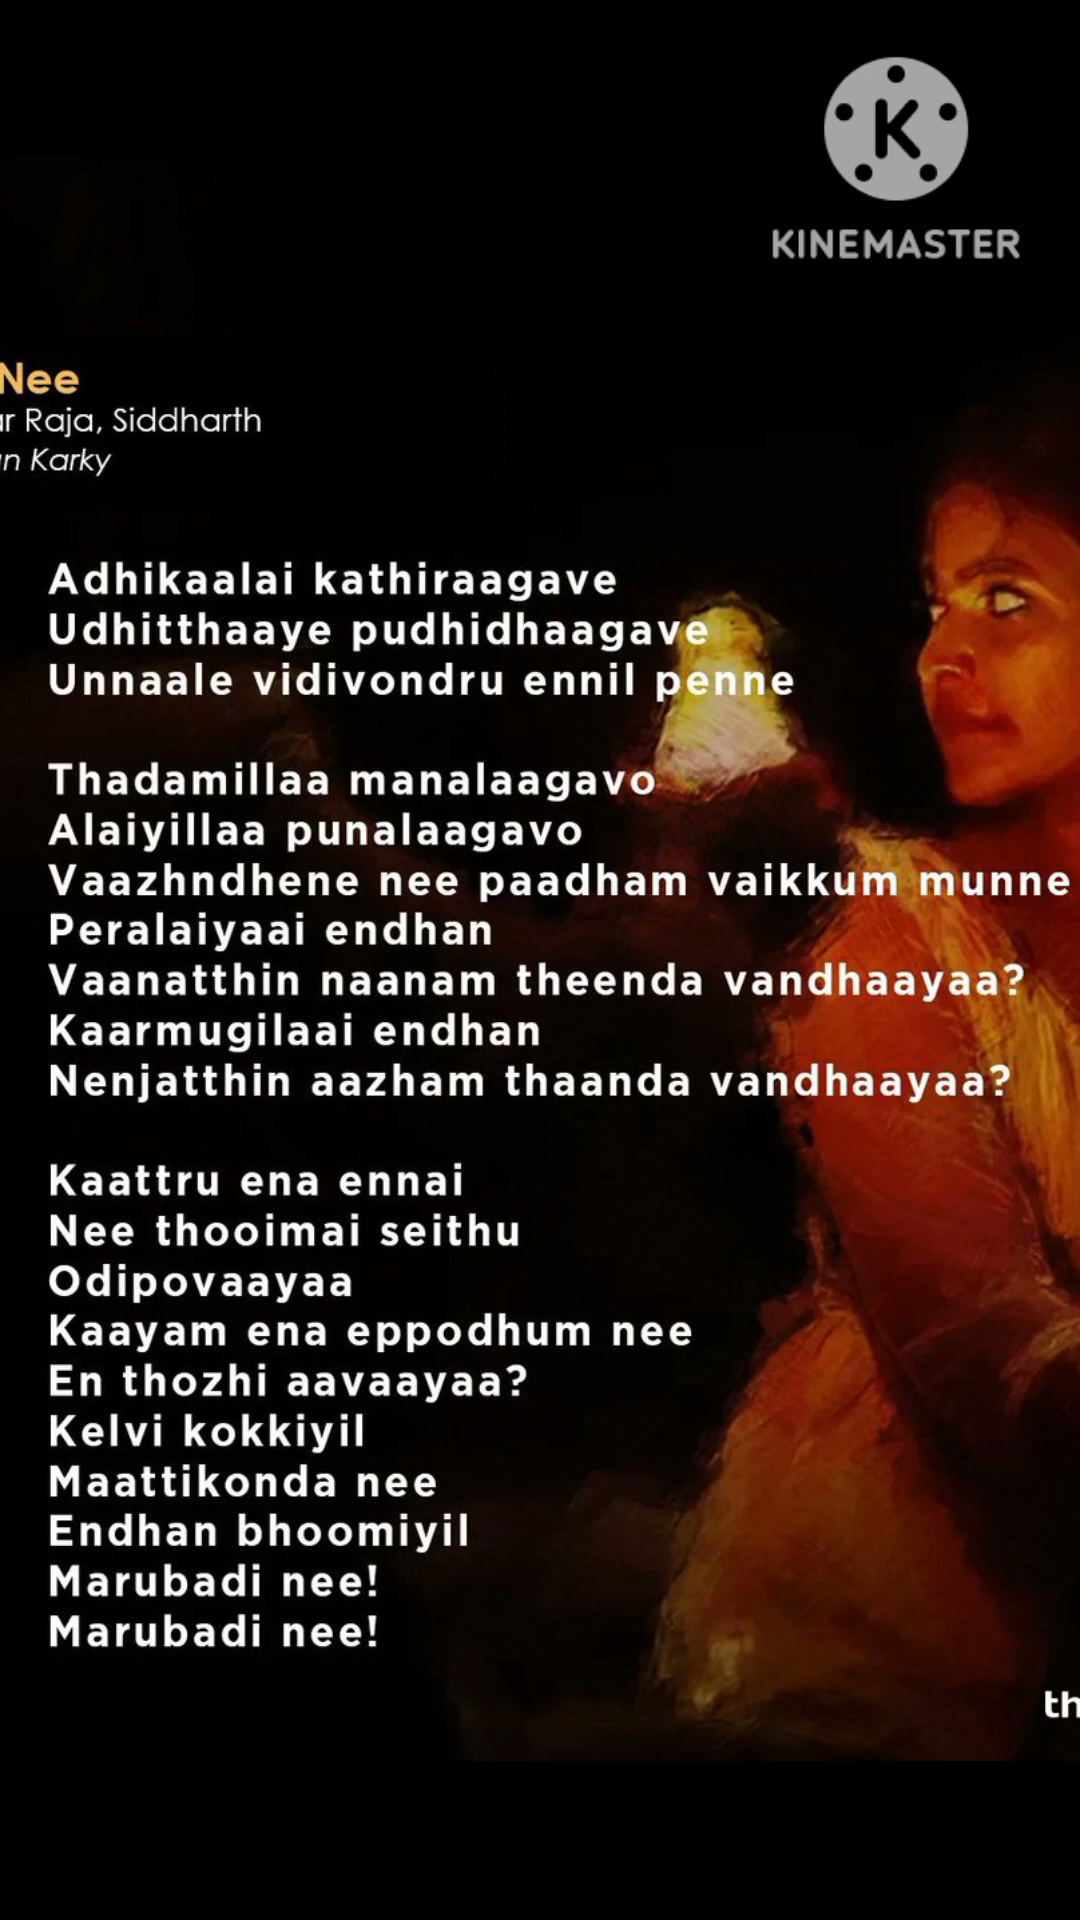 KINEMASTER
Nee
ar Raja, Siddharth
n Karky
Adhikaalai kathiraagave
Udhitthaaye pudhidhaagave
Unnaale vidivondru ennil penne
Thadamillaa manalaagavo
Alaiyillaa punalaagavo
Vaazhndhene nee paadham vaikkum munne
Peralaiyaai endhan
Vaanatthin naanam theenda vandhaayaa?
Kaarmugilaai endhan
Nenjatthin aazham thaanda vandhaayaa?
Kaattru ena ennai
Nee thooimai seithu
Odipovaayaa
Kaayam ena eppodhum nee
En thozhi aavaayaa?
Kelvi kokkiyil
Maattikonda nee
Endhan bhoomiyil
Marubadi nee!
Marubadi nee!
th